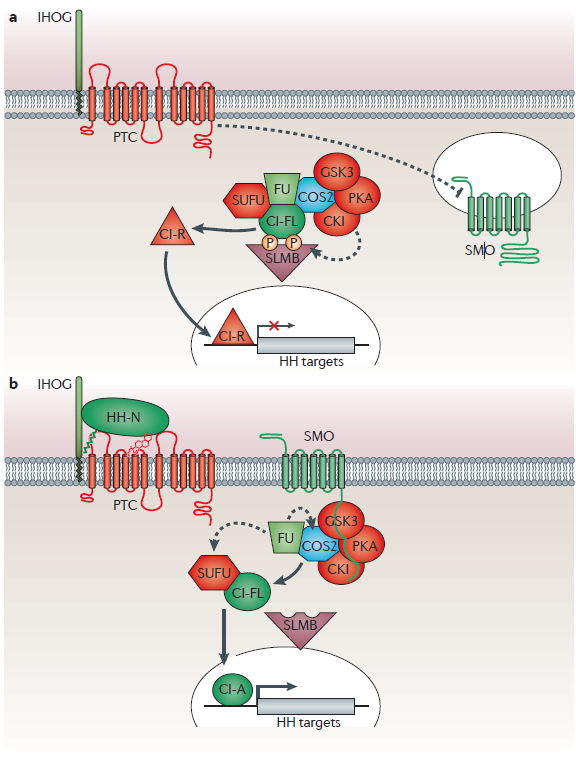 a
IHOG
PTC
GSK3
FU
SUFU
COS2
PKA
CI-FL
CKI
CI-R
P
P
SLMB
SMO
CI-R
HH targets
b
IHOG
HH-N
SMO
PTC
GSK3
FU
COS2
PKA
SUFU
CKI
CI-FL
SLMB
CI-A
HH targets